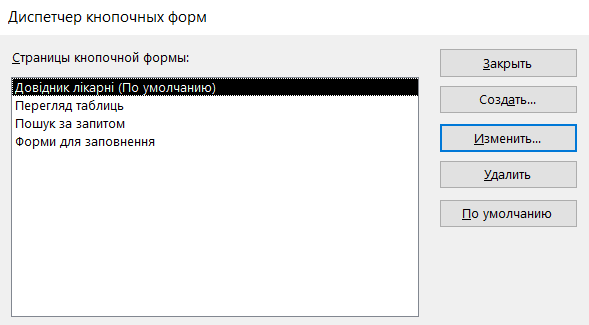 Диспетчер кнопочных форм
Страницы кнопочной формы:
Довідник лікарні (По умолчанию)
Перегляд таблиць
Пошук за запитом
Форми для заповнення
Закрыть
Создать...
Изменить...
Удалить
По умолчанию